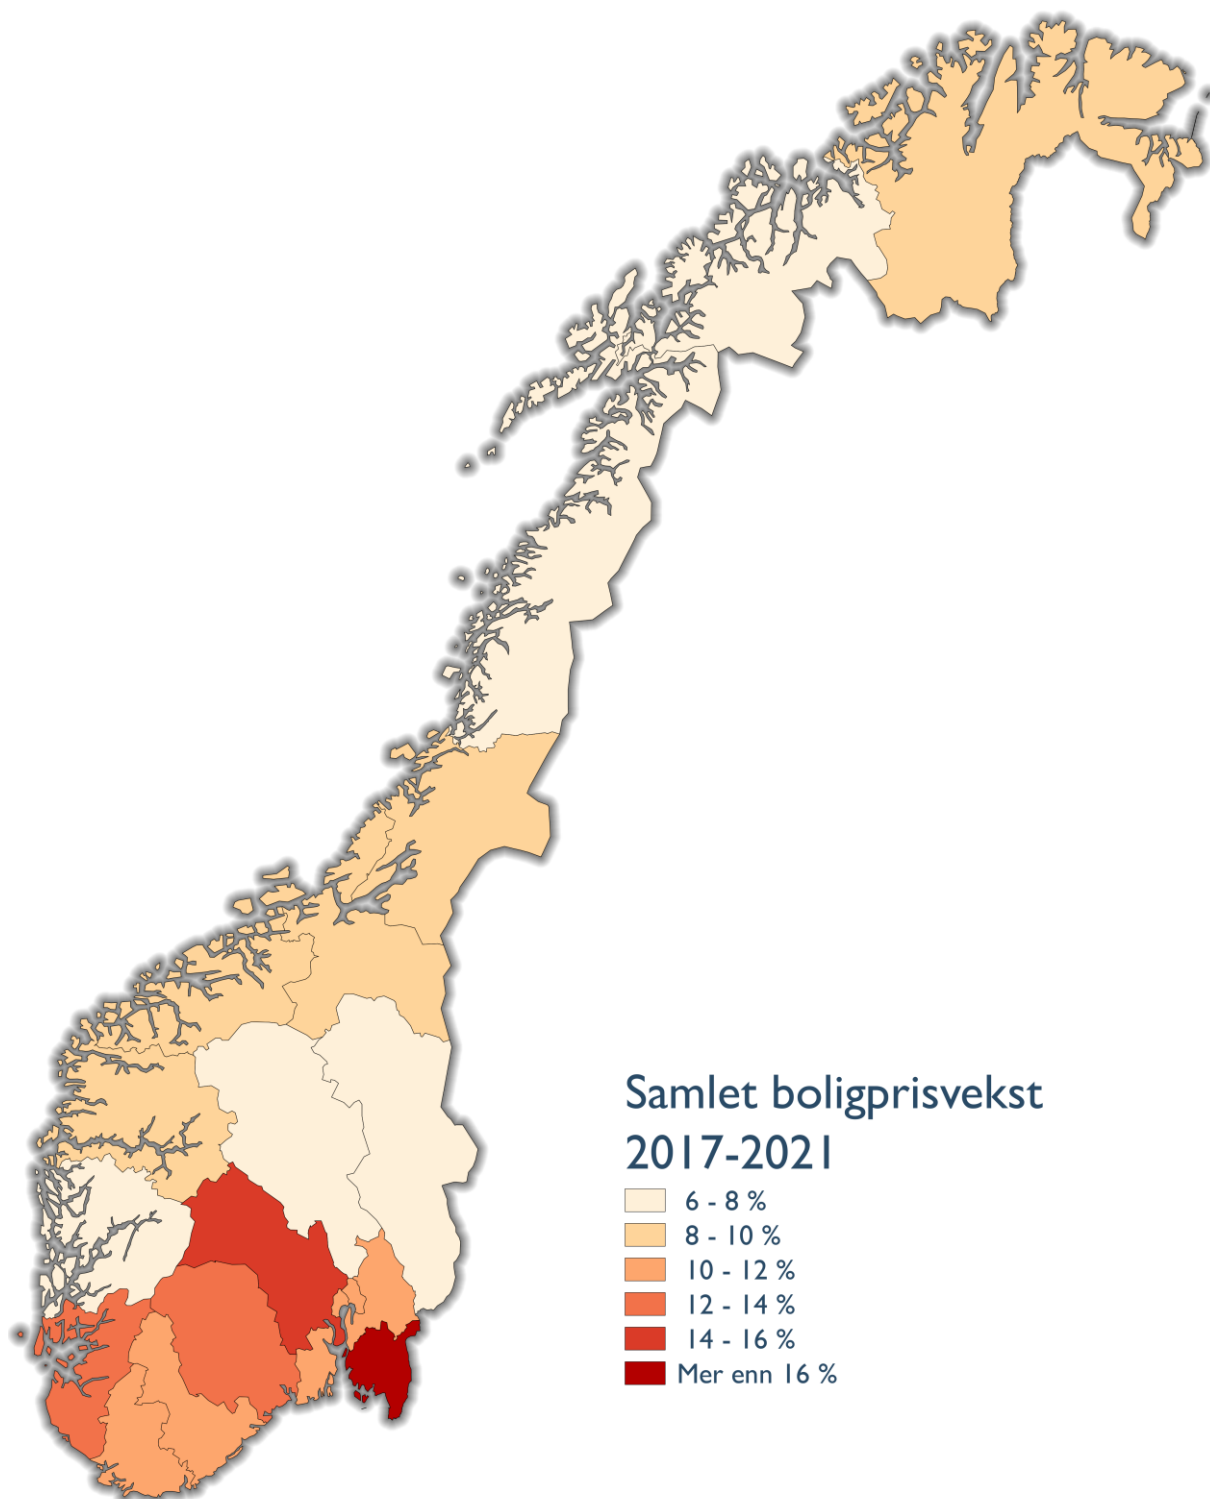 Samlet boligprisvekst
2017-2021
6 - 8 %
8 - 10 %
10 - 12 %
12 - 14 %
14 - 16 %
Mer enn 16 %